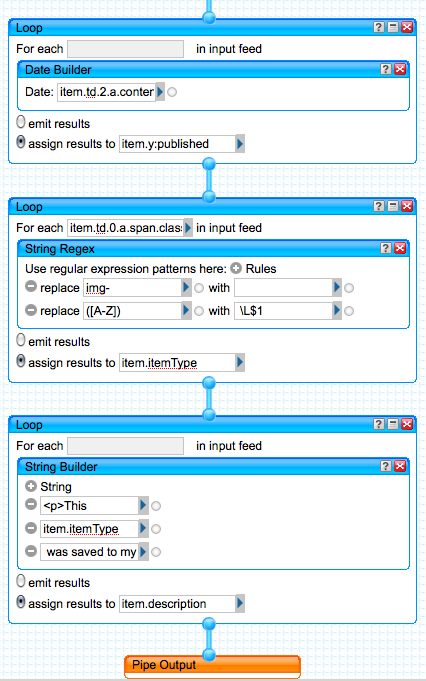 Loop
For each in input feed
Date Builder
Date: item.td.2.a.conter
emit results
assign results to item.y:published
Loop
For each item.td.0.a.span.clas in input feed
String Regex
Use regular expression patterns here: Rules
replace img- with
replace ([A-Z]) with \L$1
emit results
assign results to item.itemType
Loop
For each in input feed
String Builder
String
<p>This
item.itemType
was saved to my
emit results
assign results to item.description
Pipe Output